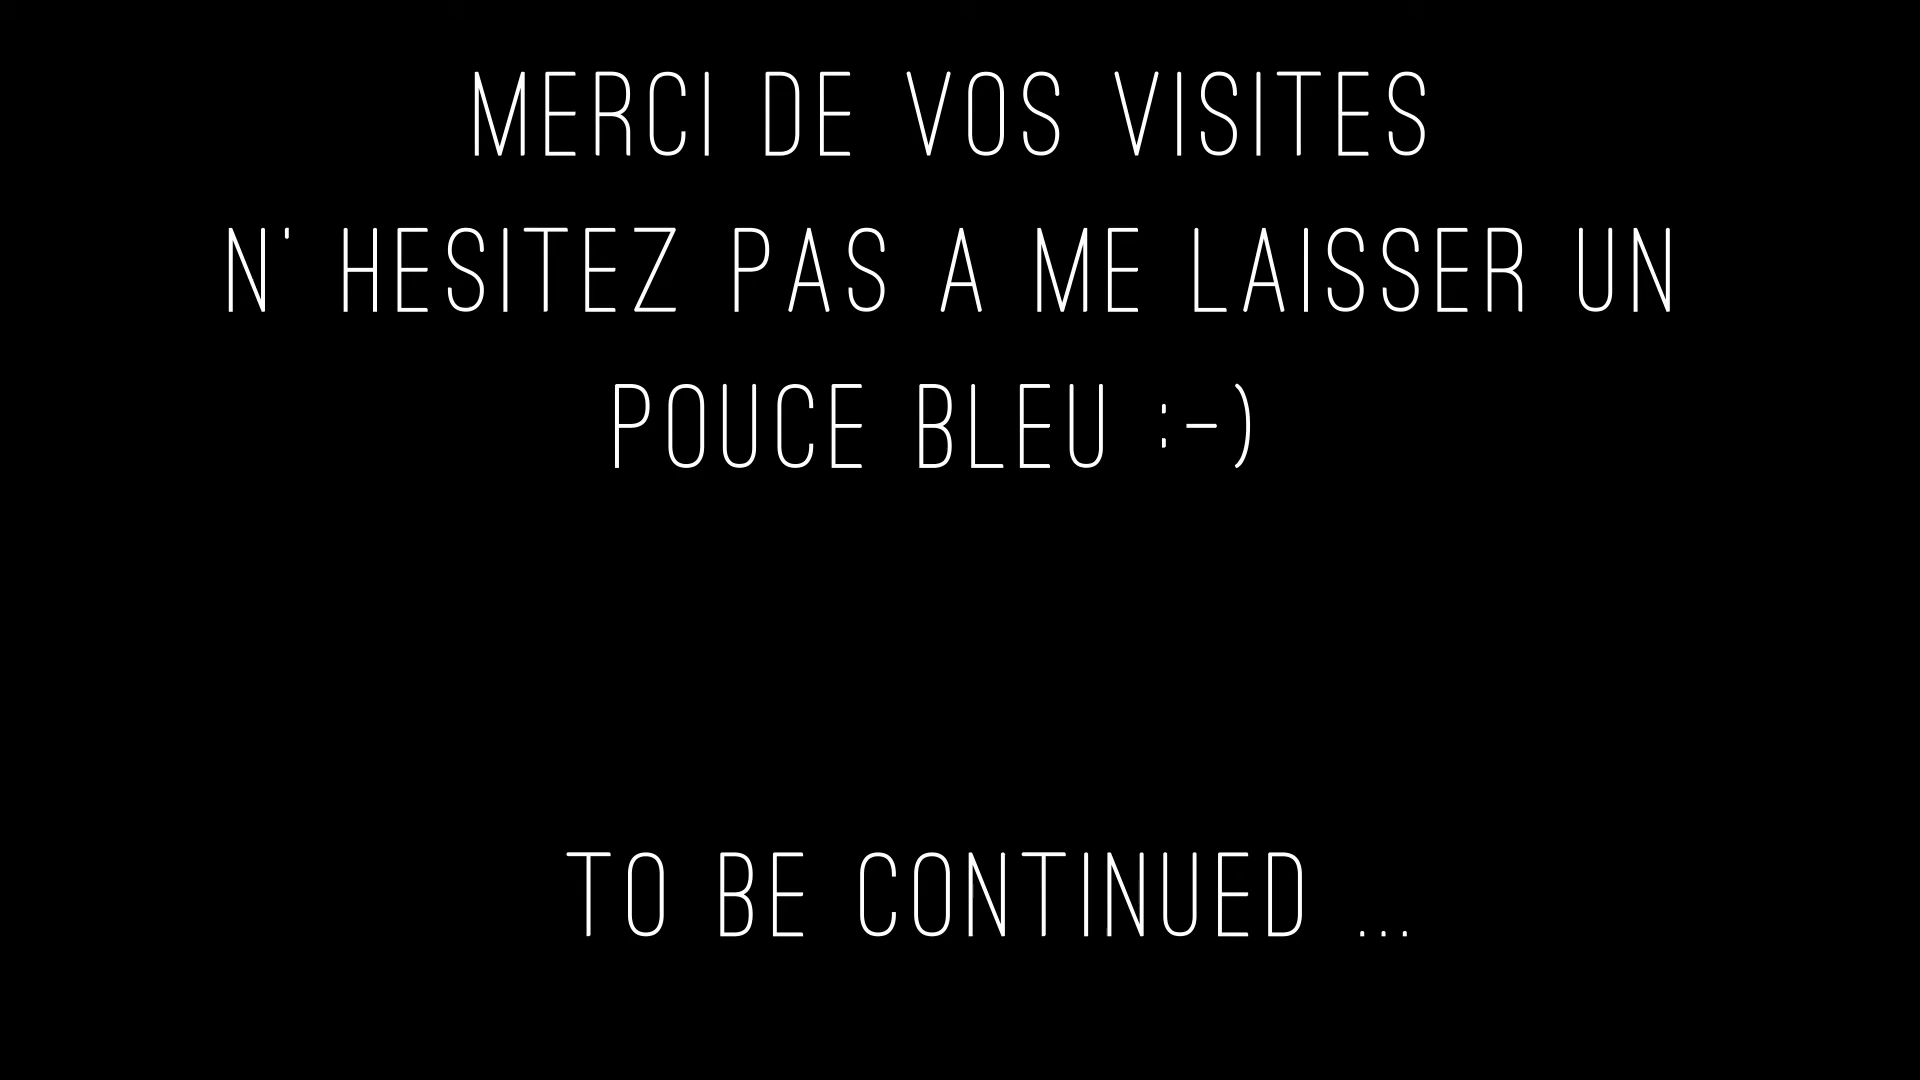 MERCI DE VOS VISITES
N' HESITEZ PAS A ME LAISSER UN
POUCE BLEU :-)
TO BE CONTINUED ...